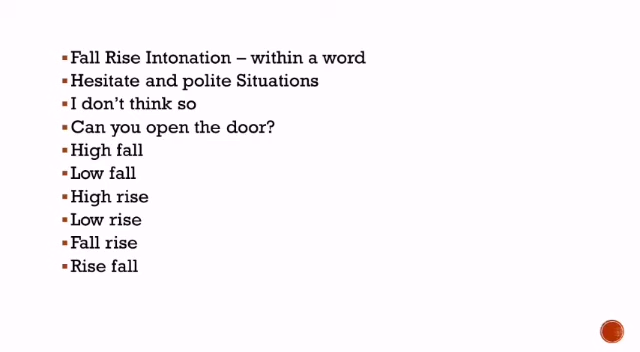 ▪Fall Rise Intonation – within a word
▪Hesitate and polite Situations
▪I don't think so
▪Can you open the door?
▪High fall
▪Low fall
▪High rise
▪Low rise
▪Fall rise
▪Rise fall